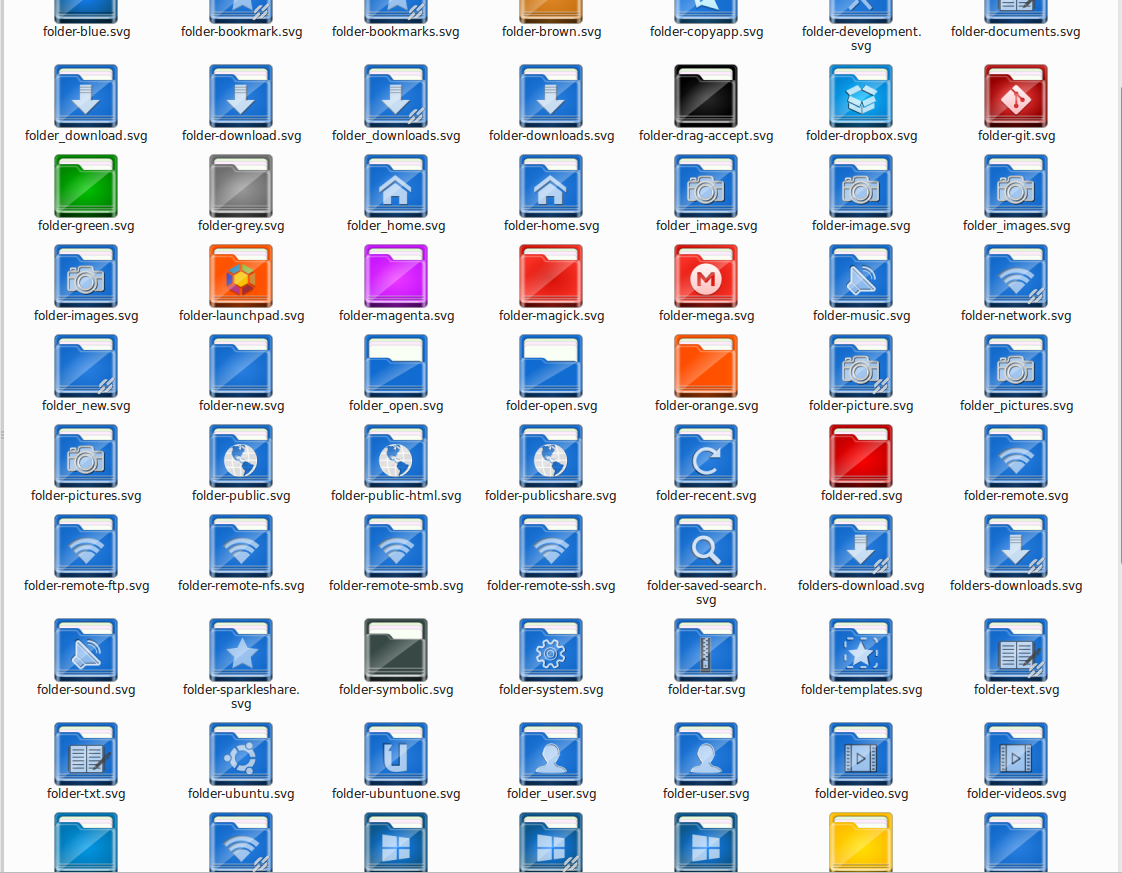 folder-blue.svg
folder-bookmark.svg
folder-bookmarks.svg
folder-brown.svg
folder-copyapp.svg
folder-development.
svg
folder-documents.svg
folder_download.svg
folder-download.svg
folder_downloads.svg
folder-downloads.svg
folder-drag-accept.svg
folder-dropbox.svg
folder-git.svg
folder-green.svg
folder-grey.svg
folder_home.svg
folder-home.svg
folder_image.svg
folder-image.svg
folder_images.svg
folder-images.svg
folder-launchpad.svg
folder-magenta.svg
folder-magick.svg
M
folder-mega.svg
folder-music.svg
folder-network.svg
folder_new.svg
folder-new.svg
folder_open.svg
folder-open.svg
folder-orange.svg
folder-picture.svg
folder_pictures.svg
folder-pictures.svg
folder-public.svg
folder-public-html.svg
folder-publicshare.svg
folder-recent.svg
folder-red.svg
folder-remote.svg
folder-remote-ftp.svg
folder-remote-nfs.svg
folder-remote-smb.svg
folder-remote-ssh.svg
folder-saved-search.
svg
folders-download.svg
folders-downloads.svg
folder-sound.svg
folder-sparkleshare.
svg
folder-symbolic.svg
folder-system.svg
folder-tar.svg
folder-templates.svg
folder-text.svg
folder-txt.svg
folder-ubuntu.svg
folder-ubuntuone.svg
folder_user.svg
folder-user.svg
folder-video.svg
folder-videos.svg